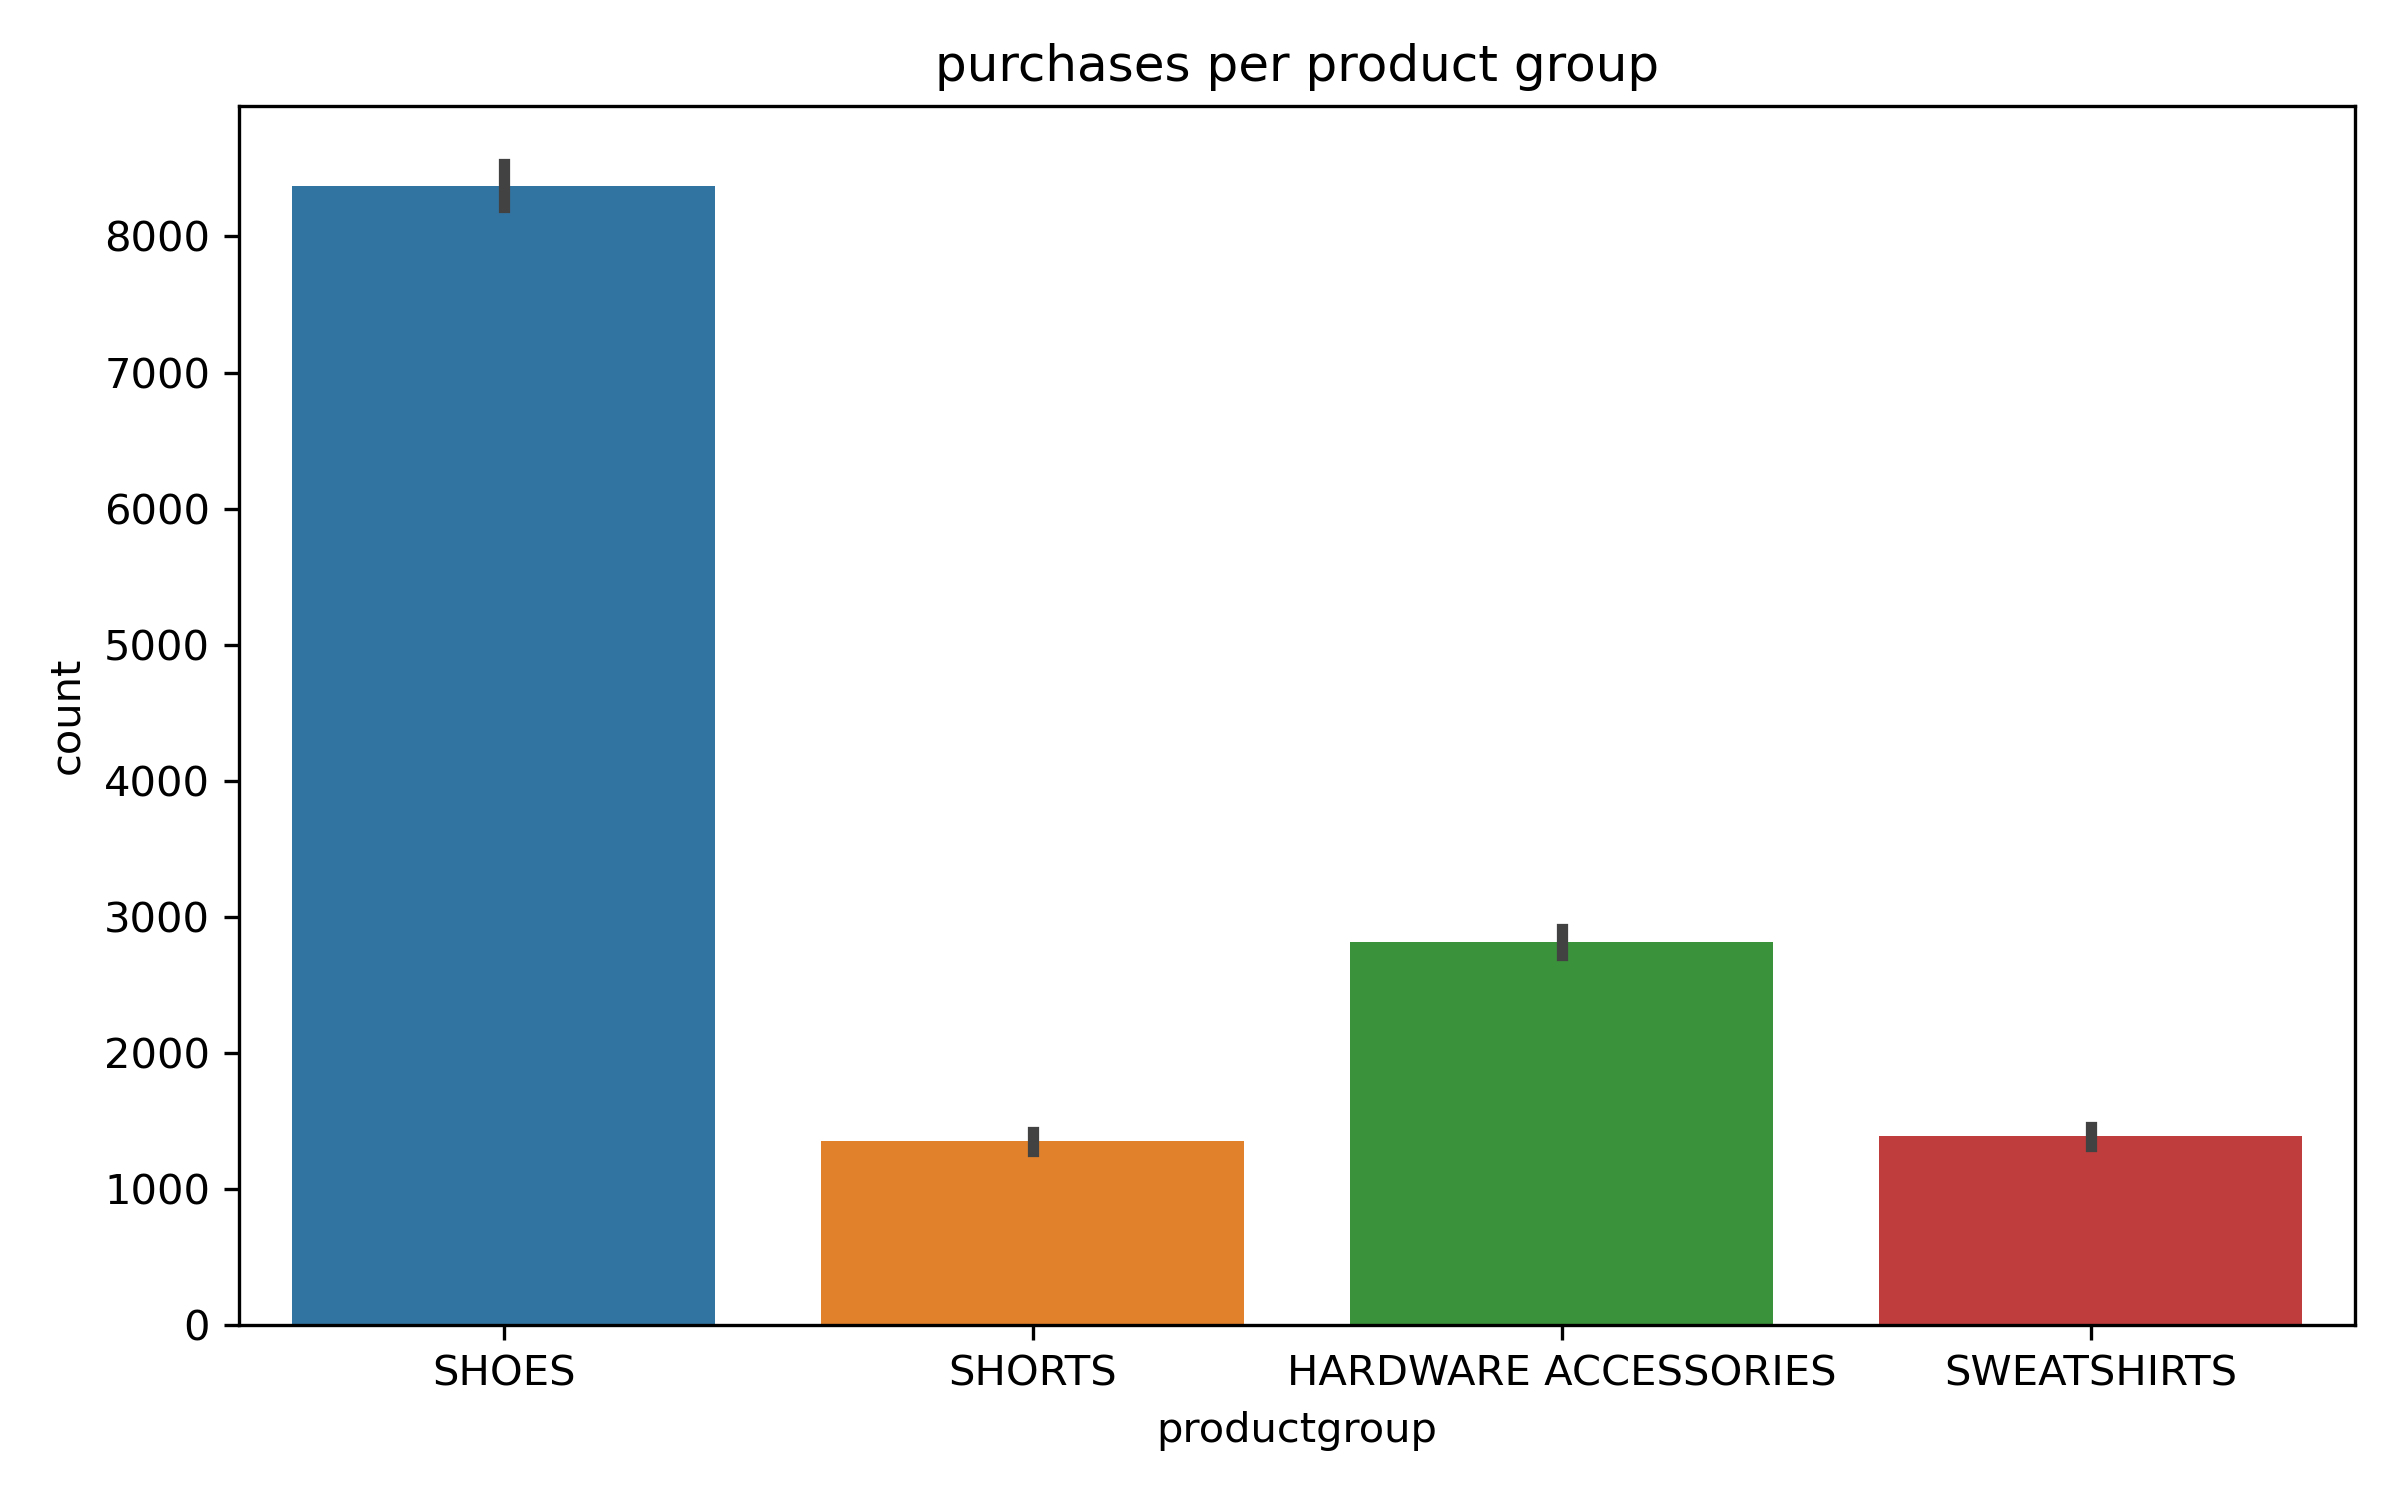 purchases per product group
8000
7000
6000
5000
4000
3000
2000
1000
0
count
SHOES SHORTS HARDWARE ACCESSORIES SWEATSHIRTS
productgroup